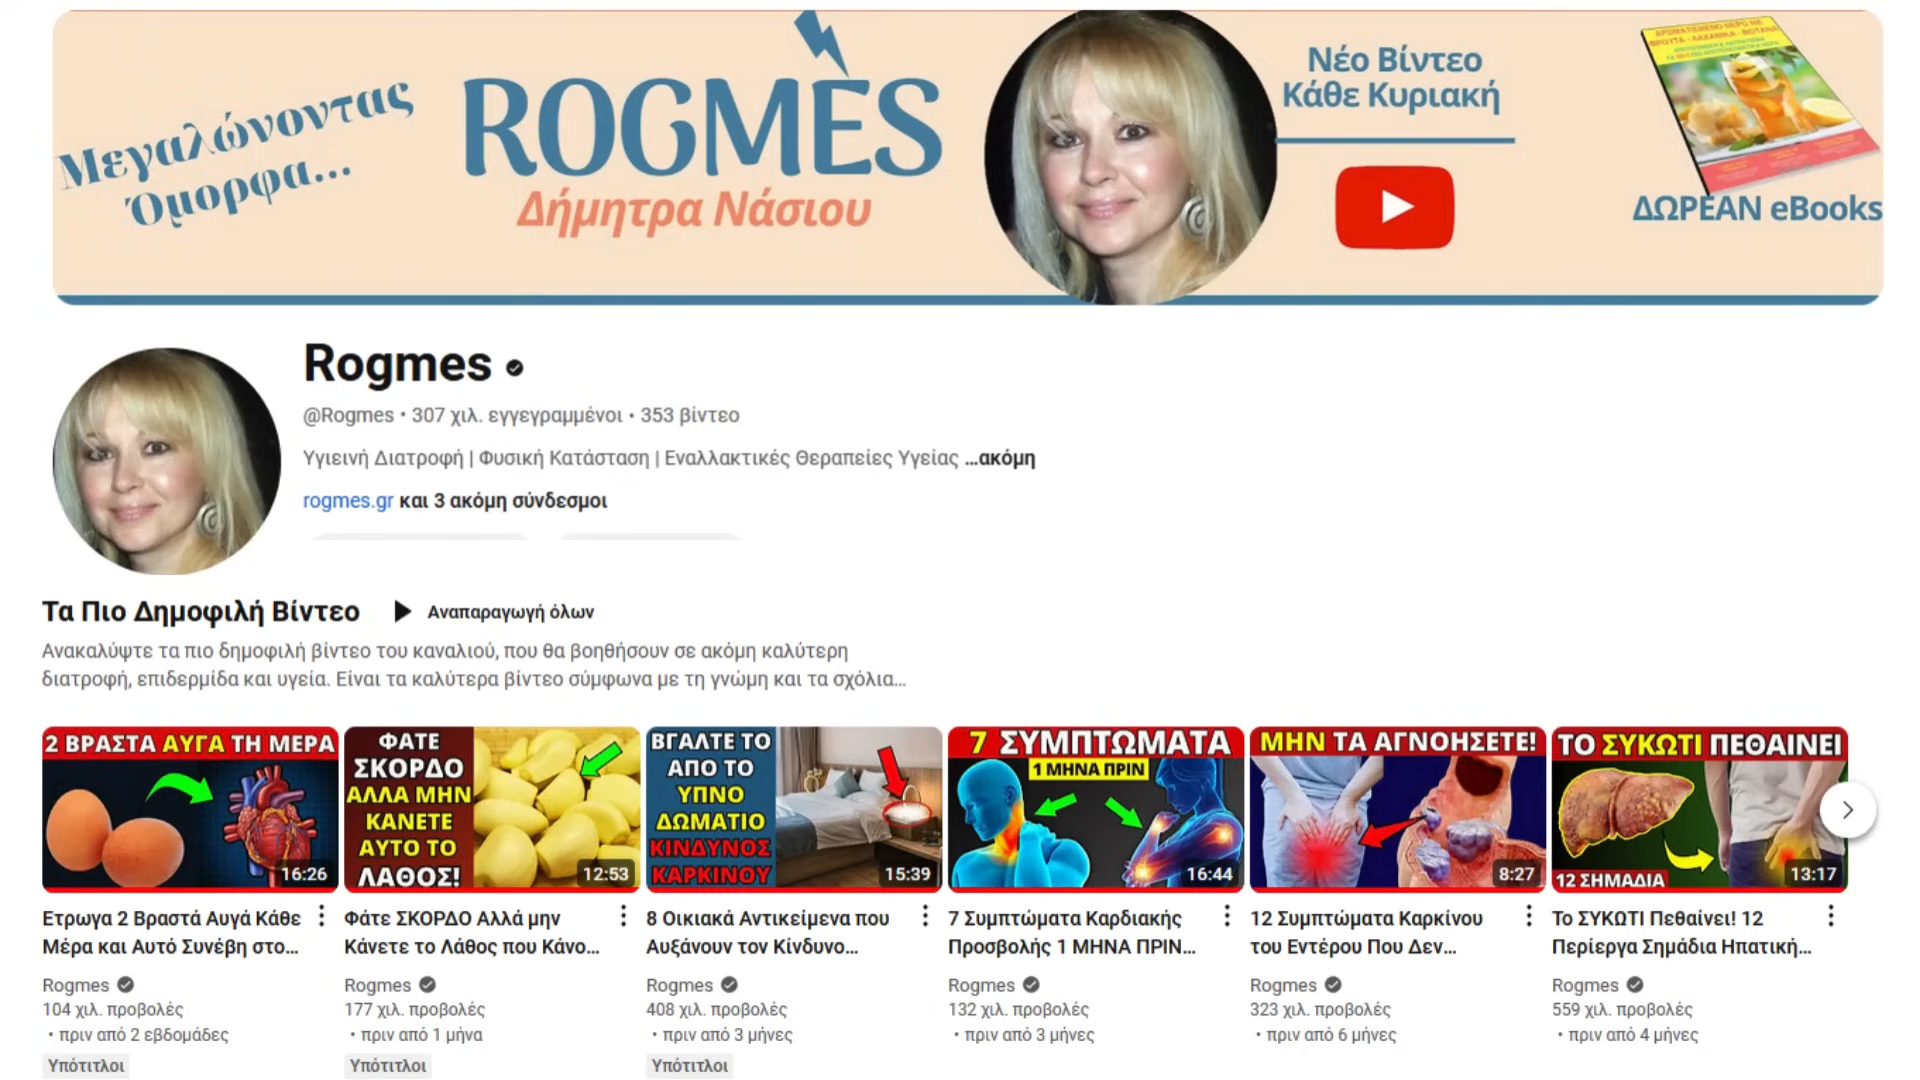 Μεγαλώνοντας
Όμορφα...
ROGMES
Δήμητρα Νάσιου
Νέο Βίντεο
Κάθε Κυριακή
ΑΡΩΜΑΤΙΣΜΕΝΟ ΝΕΡΟ ΜΕ
ΦΡΟΥΤΑ - ΛΑΧΑΝΙΚΑ - ΒΟΤΑΝΑ
ΔΩΡΕΑΝ eBooks
Rogmes
@Rogmes • 307 χιλ. εγγεγραμμένοι • 353 βίντεο
Υγιεινή Διατροφή | Φυσική Κατάσταση | Εναλλακτικές Θεραπείες Υγείας ...ακόμη
rogmes.gr και 3 ακόμη σύνδεσμοι
Τα Πιο Δημοφιλή Βίντεο
Αναπαραγωγή όλων
Ανακαλύψτε τα πιο δημοφιλή βίντεο του καναλιού, που θα βοηθήσουν σε ακόμη καλύτερη
διατροφή, επιδερμίδα και υγεία. Είναι τα καλύτερα βίντεο σύμφωνα με τη γνώμη και τα σχόλια...
2 ΒΡΑΣΤΑ ΑΥΓΑ ΤΗ ΜΕΡΑ
16:26
Ετρωγα 2 Βραστά Αυγά Κάθε
Μέρα και Αυτό Συνέβη στο...
Rogmes
104 χιλ. προβολές
• πριν από 2 εβδομάδες
Υπότιτλοι
ΦΑΤΕ
ΣΚΟΡΔΟ
ΑΛΛΑ ΜΗΝ
ΚΑΝΕΤΕ
ΑΥΤΟ ΤΟ
ΛΑΘΟΣ!
12:53
Φάτε ΣΚΟΡΔΟ Αλλά μην
Κάνετε το Λάθος που Κάνο...
Rogmes
177 χιλ. προβολές
• πριν από 1 μήνα
Υπότιτλοι
ΒΓΑΛΤΕ ΤΟ
ΑΠΟ ΤΟ
ΥΠΝΟ
ΔΩΜΑΤΙΟ
ΚΙΝΔΥΝΟΣ
ΚΑΡΚΙΝΟΥ
15:39
8 Οικιακά Αντικείμενα που
Αυξάνουν τον Κίνδυνο...
Rogmes
408 χιλ. προβολές
• πριν από 3 μήνες
Υπότιτλοι
7 ΣΥΜΠΤΩΜΑΤΑ
1 ΜΗΝΑ ΠΡΙΝ
16:44
7 Συμπτώματα Καρδιακής
Προσβολής 1 ΜΗΝΑ ΠΡΙΝ...
Rogmes
132 χιλ. προβολές
• πριν από 3 μήνες
ΜΗΝ ΤΑ ΑΓΝΟΗΣΕΤΕ!
8:27
12 Συμπτώματα Καρκίνου
του Εντέρου Που Δεν...
Rogmes
323 χιλ. προβολές
• πριν από 6 μήνες
ΤΟ ΣΥΚΩΤΙ ΠΕΘΑΙΝΕΙ
12 ΣΗΜΑΔΙΑ
13:17
Το ΣΥΚΩΤΙ Πεθαίνει! 12
Περίεργα Σημάδια Ηπατική...
Rogmes
559 χιλ. προβολές
• πριν από 4 μήνες